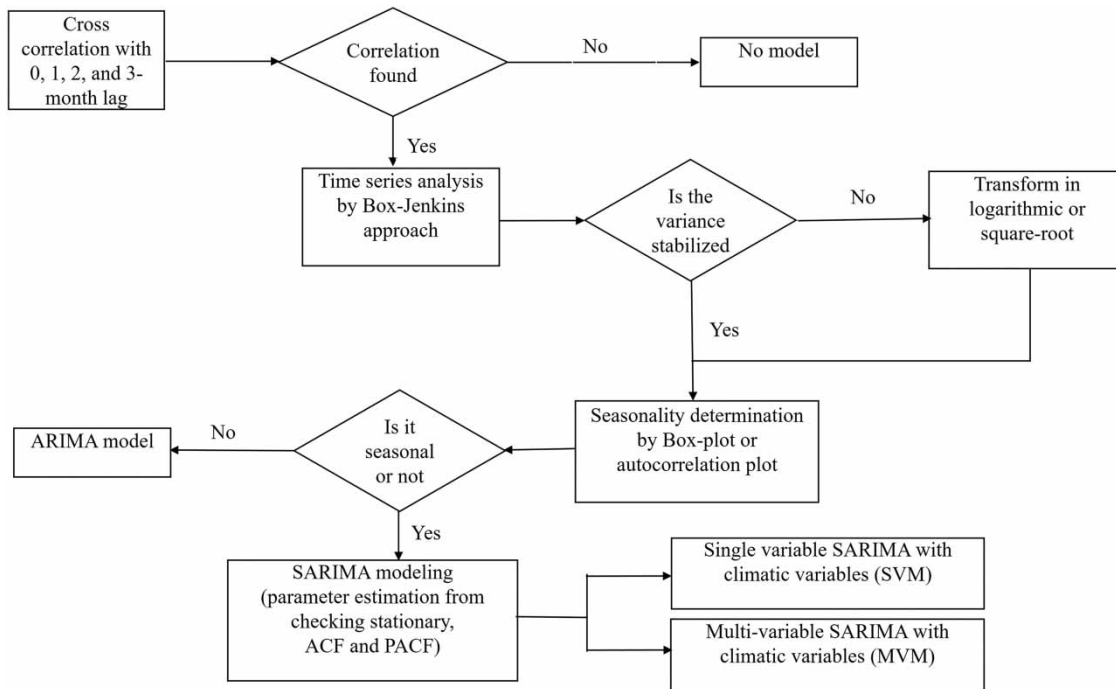 Cross
correlation with
0, 1, 2, and 3-
month lag
Correlation
found
No
No model
Yes
Time series analysis
by Box-Jenkins
approach
Is the
variance
stabilized
No
Transform in
logarithmic or
square-root
Yes
Seasonality determination
by Box-plot or
autocorrelation plot
Is it
seasonal
or not
No
ARIMA model
Yes
SARIMA modeling
(parameter estimation from
checking stationary,
ACF and PACF)
Single variable SARIMA with
climatic variables (SVM)
Multi-variable SARIMA with
climatic variables (MVM)